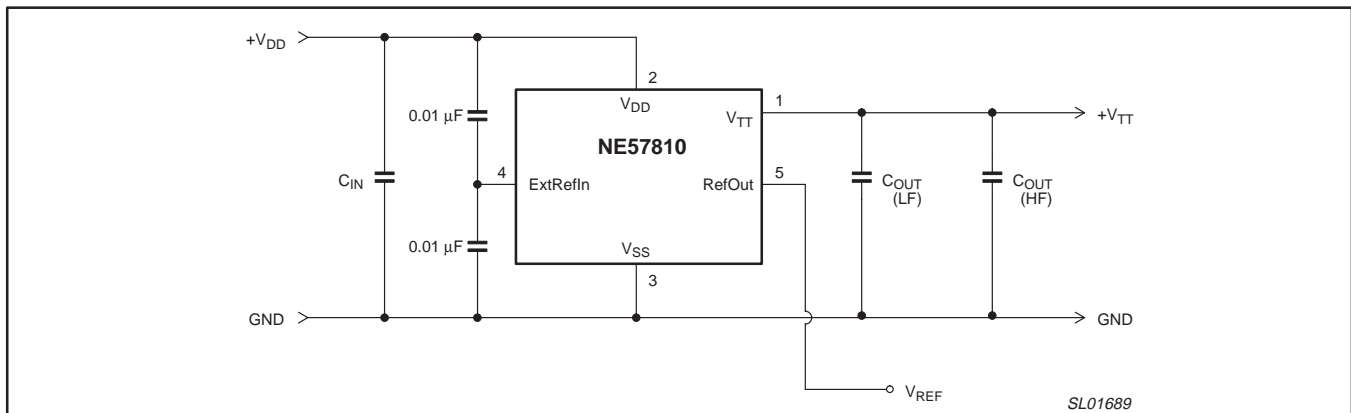 +VDD
2
0.01 μF
VDD
1
VTT
+VTT
NE57810
CIN
4
ExtRefIn
RefOut
5
COUT
(LF)
COUT
(HF)
0.01 μF
VSS
3
GND
GND
VREF
SL01689